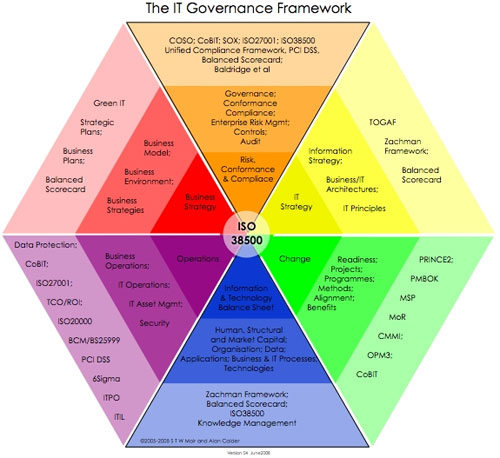 The IT Governance Framework
COSO; CoBIT; SOX; ISO27001; ISO38500
Unified Compliance Framework, PCI DSS,
Balanced Scorecard;
Baldridge et al
Governance;
Conformance
Compliance;
Enterprise Risk Mgmt;
Controls;
Audit
Risk,
Conformance
& Compliace
Green IT
Strategic
Plans;
Business
Plans;
Balanced
Scorecard
Business
Model;
Business
Environment;
Business
Strategies
Business
Strategy
IT
Strategy
Information
Strategy;
Business/IT
Architectures;
IT Principles
TOGAF
Zachman
Framework;
Balanced
Scorecard
ISO
38500
Data Protection;
CoBIT;
ISO27001;
TCO/ROI;
ISO20000
BCM/BS25999
PCI DSS
6Sigma
ITPO
ITIL
Business
Operations;
IT Operations;
IT Asset Mgmt;
Security
Operations
Change
Readiness;
Projects;
Programmes;
Methods;
Alignment;
Benefits
PRINCE2;
PMBOK
MSP
MoR
CMMI;
OPM3;
CoBIT
Information
& Technology
Balance Sheet
Human, Structural
and Market Capital;
Organisation; Data;
Applications; Business & IT Processes;
Technologies
Zachman Framework;
Balanced Scorecard;
ISO38500
Knowledge Management
©2005-2008 S T W Moir and Alan Calder
Version 04 June2008